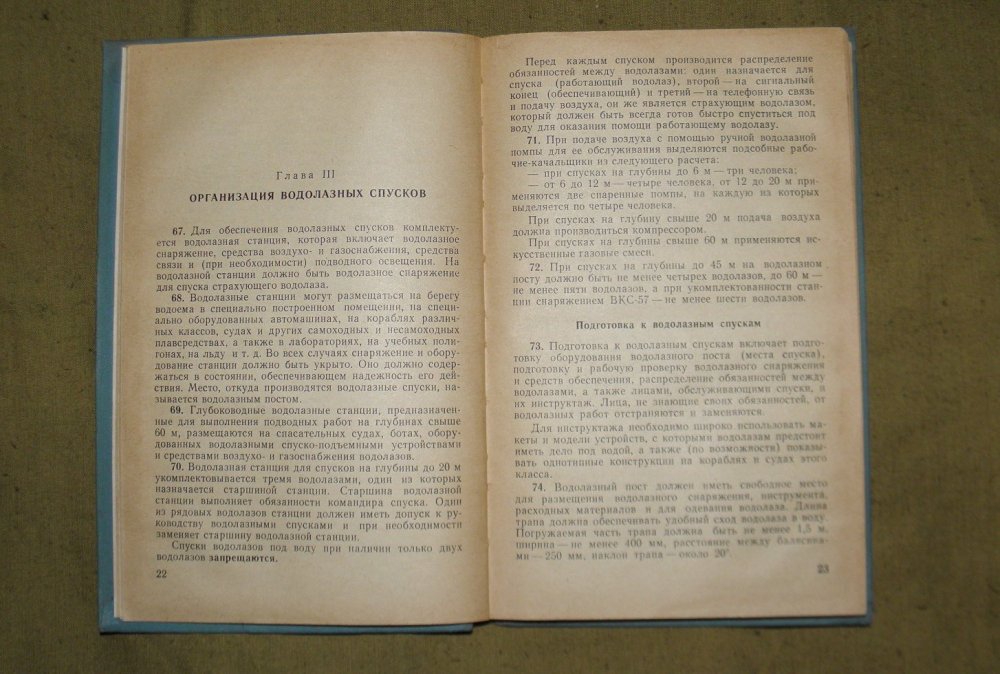 Глава III
ОРГАНИЗАЦИЯ ВОДОЛАЗНЫХ СПУСКОВ
67. Для обеспечения водолазных спусков комплекту-
ется водолазная станция, которая включает водолазное
снаряжение, средства воздухо- и газоснабжения, средства
связи и (при необходимости) подводного освещения. На
водолазной станции должно быть водолазное снаряжение
для спуска страхующего водолаза.
68. Водолазные станции могут размещаться на берегу
водоема в специально построенном помещении, на специ-
ально оборудованных автомашинах, на кораблях различ-
ных классов, судах и других самоходных и несамоходных
плавсредствах, а также в лабораториях, на учебных поли-
гонах, на льду и т. д. Во всех случаях снаряжение и обору-
дование станции должно быть укрыто. Оно должно содер-
жаться в состоянии, обеспечивающем надежность его дей-
ствия. Место, откуда производятся водолазные спуски, на-
зывается водолазным постом.
69. Глубоководные водолазные станции, предназначен-
ные для выполнения подводных работ на глубинах свыше
60 м, размещаются на спасательных судах, ботах, обору-
дованных водолазными спуско-подъемными устройствами
и средствами воздухо- и газоснабжения водолазов.
70. Водолазная станция для спусков на глубины до 20 м
укомплектовывается тремя водолазами, один из которых
назначается старшиной станции. Старшина водолазной
станции выполняет обязанности командира спуска. Один
из рядовых водолазов станции должен иметь допуск к ру-
ководству водолазными спусками и при необходимости
заменяет старшину водолазной станции.
Спуски водолазов под воду при наличии только двух
водолазов запрещаются.
22
Перед каждым спуском производится распределение
обязанностей между водолазами: один назначается для
спуска (работающий водолаз), второй — на сигнальный
конец (обеспечивающий) и третий — на телефонную связь
и подачу воздуха, он же является страхующим водолазом,
который должен быть всегда готов быстро спуститься под
воду для оказания помощи работающему водолазу.
71. При подаче воздуха с помощью ручной водолазной
помпы для ее обслуживания выделяются подсобные рабо-
чие-качальщики из следующего расчета:
— при спусках на глубину до 6 м — три человека;
— от 6 до 12 м — четыре человека, от 12 до 20 м при-
меняются две спаренные помпы, на каждую из которых
выделяется по четыре человека.
При спусках на глубину свыше 20 м подача воздуха
должна производиться компрессором.
При спусках на глубины свыше 60 м применяются ис-
кусственные газовые смеси.
72. При спусках на глубины до 45 м на водолазном
посту должно быть не менее четырех водолазов, до 60 м —
не менее пяти водолазов, а при укомплектованности стан-
ции снаряжением ВКС-57 — не менее шести водолазов.
Подготовка к водолазным спускам
73. Подготовка к водолазным спускам включает подго-
товку оборудования водолазного поста (места спуска),
подготовку и рабочую проверку водолазного снаряжения
и средств обеспечения, распределение обязанностей между
водолазами, а также лицами, обслуживающими спуски, и
их инструктаж. Лица, не знающие своих обязанностей, от
водолазных работ отстраняются и заменяются.
Для инструктажа необходимо широко использовать ма-
кеты и модели устройств, с которыми водолазам предстоит
иметь дело под водой, а также (по возможности) показы-
вать однотипные конструкции на кораблях и судах этого
класса.
74. Водолазный пост должен иметь свободное место
для размещения водолазного снаряжения, инструмента,
расходных материалов и для одевания водолаза. Длина
трапа должна обеспечивать удобный сход водолаза в воду.
Погружаемая часть трапа должна быть не менее 1,5 м,
ширина — не менее 400 мм, расстояние между балясина-
ми — 250 мм, наклон трапа — около 20°.
23